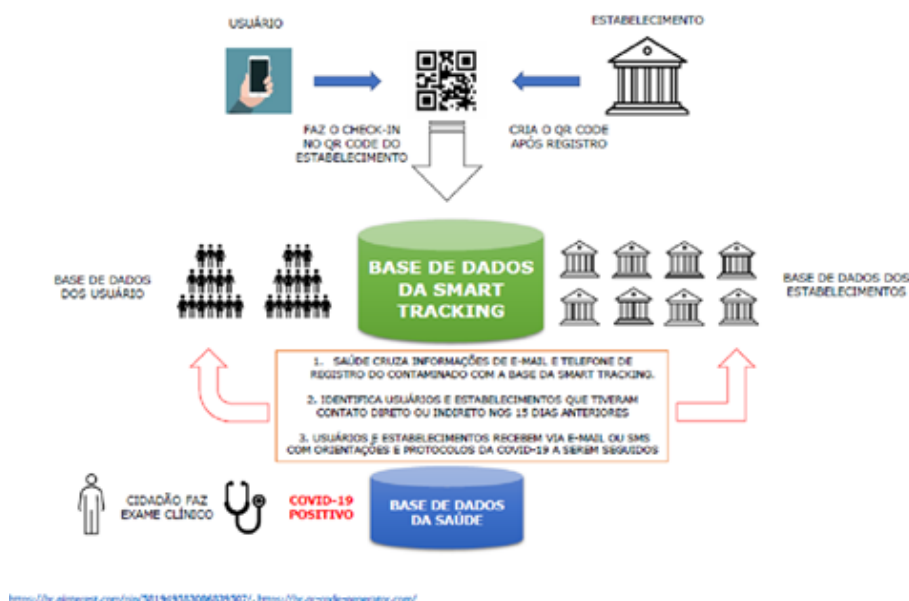 USUÁRIO
ESTABELECIMENTO
FAZ O CHECK-IN
NO QR CODE DO
ESTABELECIMENTO
CRIA O QR CODE
APÓS REGISTRO
BASE DE DADOS
DOS USUÁRIO
BASE DE DADOS
DA SMART
TRACKING
BASE DE DADOS DOS
ESTABELECIMENTOS
1. SAÚDE CRUZA INFORMAÇÕES DE E-MAIL E TELEFONE DE
REGISTRO DO CONTAMINADO COM A BASE DA SMART TRACKING.
2. IDENTIFICA USUÁRIOS E ESTABELECIMENTOS QUE TIVERAM
CONTATO DIRETO OU INDIRETO NOS 15 DIAS ANTERIORES
3. USUÁRIOS E ESTABELECIMENTOS RECEBEM VIA E-MAIL OU SMS
COM ORIENTAÇÕES E PROTOCOLOS DA COVID-19 A SEREM SEGUIDOS
CIDADÃO FAZ
EXAME CLÍNICO
COVID-19
POSITIVO
BASE DE DADOS
DA SAÚDE